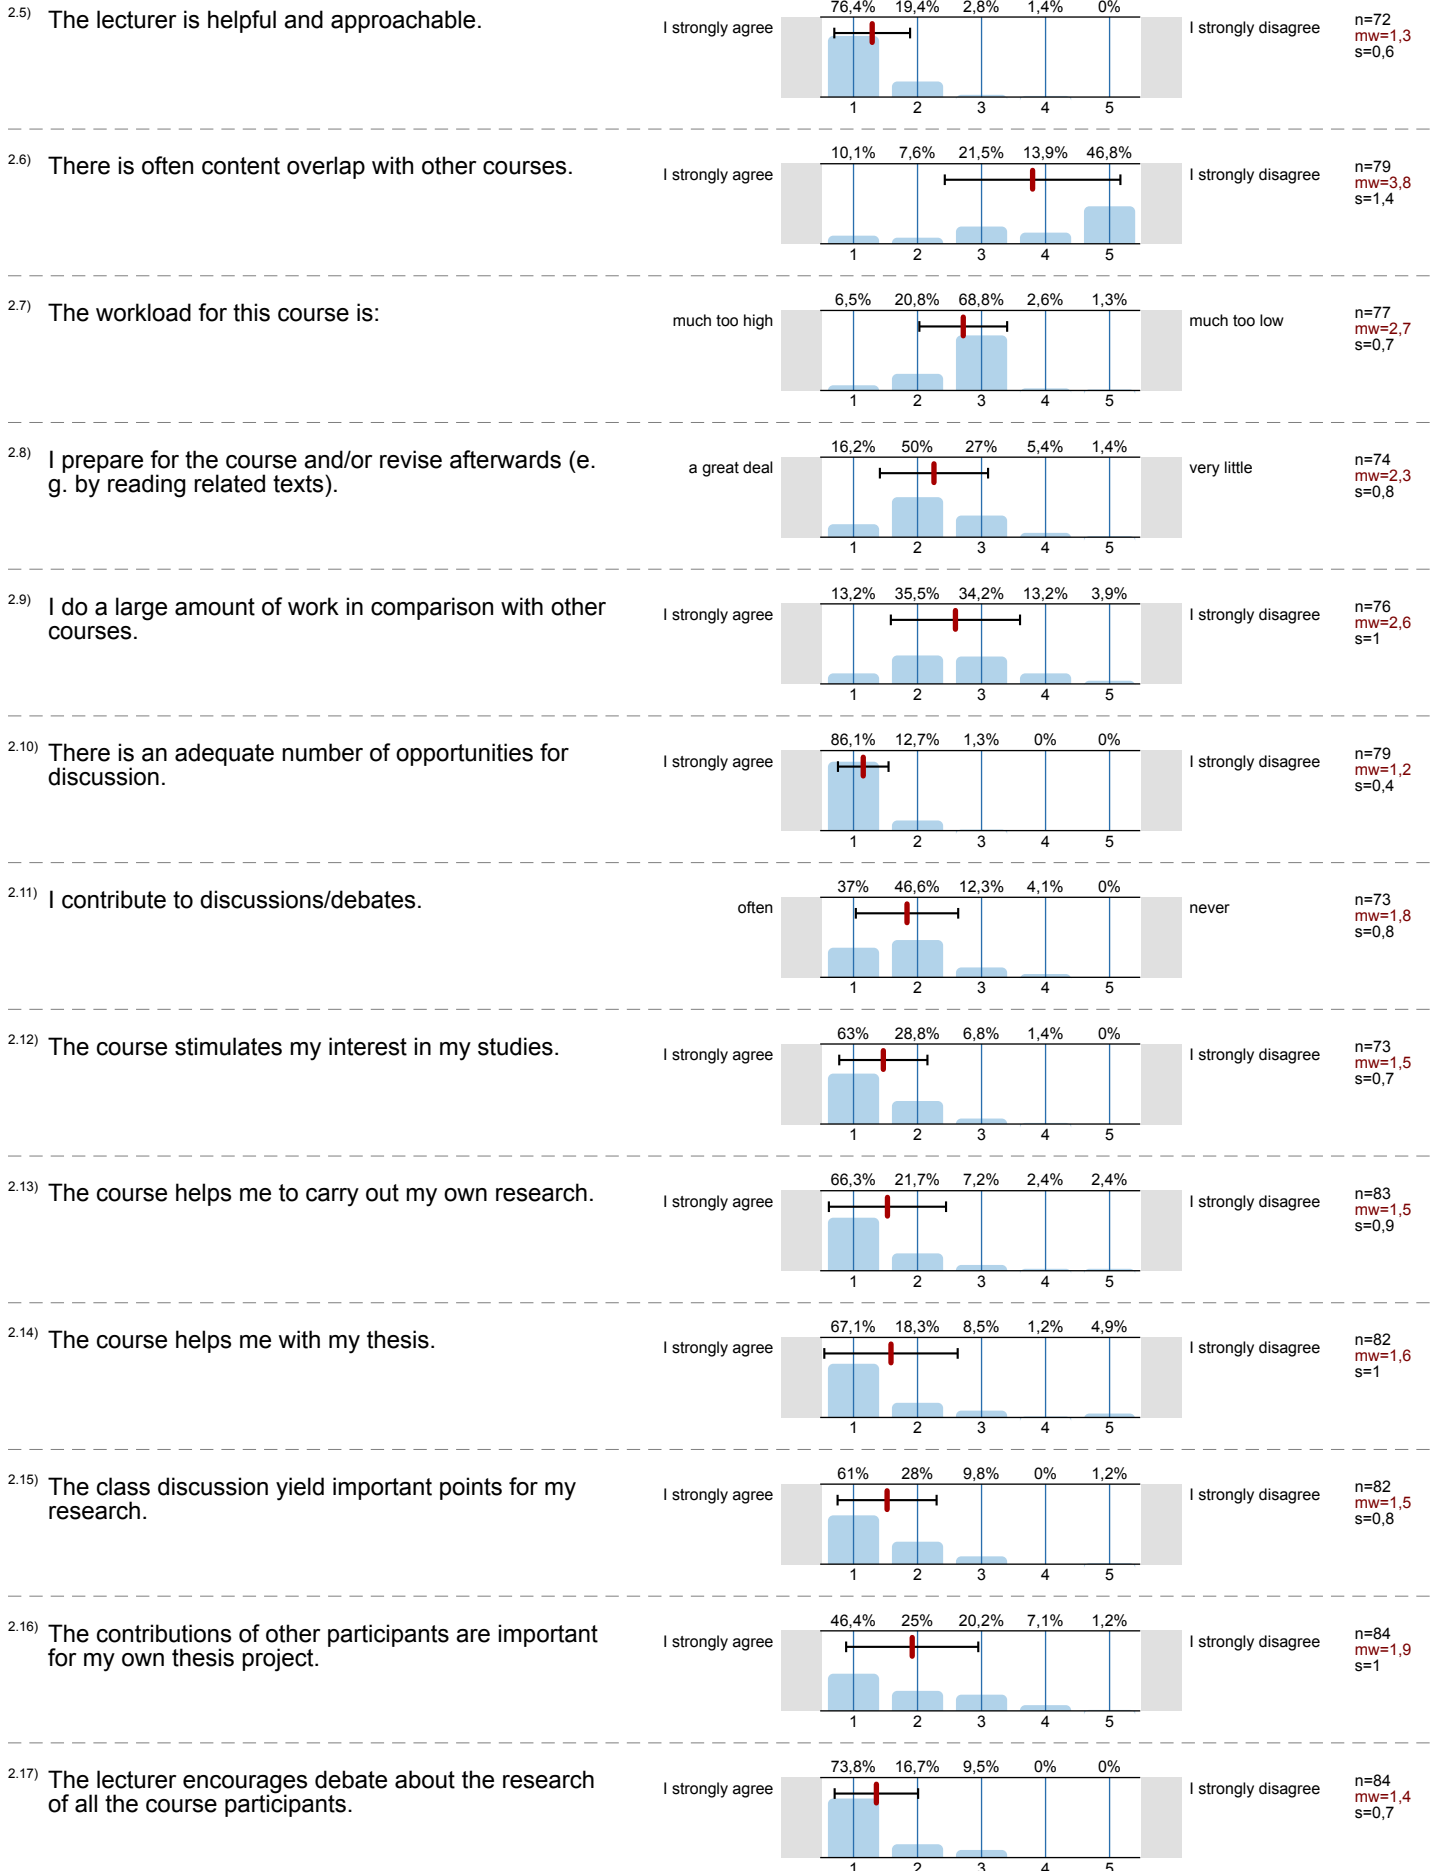 2.5) The lecturer is helpful and approachable.
I strongly agree
76,4% 19,4% 2,8% 1,4% 0%
1 2 3 4 5
I strongly disagree
n=72
mw=1,3
s=0,6
2.6) There is often content overlap with other courses.
I strongly agree
10,1% 7,6% 21,5% 13,9% 46,8%
1 2 3 4 5
I strongly disagree
n=79
mw=3,8
s=1,4
2.7) The workload for this course is:
much too high
6,5% 20,8% 68,8% 2,6% 1,3%
1 2 3 4 5
much too low
n=77
mw=2,7
s=0,7
2.8) I prepare for the course and/or revise afterwards (e.
g. by reading related texts).
a great deal
16,2% 50% 27% 5,4% 1,4%
1 2 3 4 5
very little
n=74
mw=2,3
s=0,8
2.9) I do a large amount of work in comparison with other
courses.
I strongly agree
13,2% 35,5% 34,2% 13,2% 3,9%
1 2 3 4 5
I strongly disagree
n=76
mw=2,6
s=1
2.10) There is an adequate number of opportunities for
discussion.
I strongly agree
86,1% 12,7% 1,3% 0% 0%
1 2 3 4 5
I strongly disagree
n=79
mw=1,2
s=0,4
2.11) I contribute to discussions/debates.
often
37% 46,6% 12,3% 4,1% 0%
1 2 3 4 5
never
n=73
mw=1,8
s=0,8
2.12) The course stimulates my interest in my studies.
I strongly agree
63% 28,8% 6,8% 1,4% 0%
1 2 3 4 5
I strongly disagree
n=73
mw=1,5
s=0,7
2.13) The course helps me to carry out my own research.
I strongly agree
66,3% 21,7% 7,2% 2,4% 2,4%
1 2 3 4 5
I strongly disagree
n=83
mw=1,5
s=0,9
2.14) The course helps me with my thesis.
I strongly agree
67,1% 18,3% 8,5% 1,2% 4,9%
1 2 3 4 5
I strongly disagree
n=82
mw=1,6
s=1
2.15) The class discussion yield important points for my
research.
I strongly agree
61% 28% 9,8% 0% 1,2%
1 2 3 4 5
I strongly disagree
n=82
mw=1,5
s=0,8
2.16) The contributions of other participants are important
for my own thesis project.
I strongly agree
46,4% 25% 20,2% 7,1% 1,2%
1 2 3 4 5
I strongly disagree
n=84
mw=1,9
s=1
2.17) The lecturer encourages debate about the research
of all the course participants.
I strongly agree
73,8% 16,7% 9,5% 0% 0%
1 2 3 4 5
I strongly disagree
n=84
mw=1,4
s=0,7